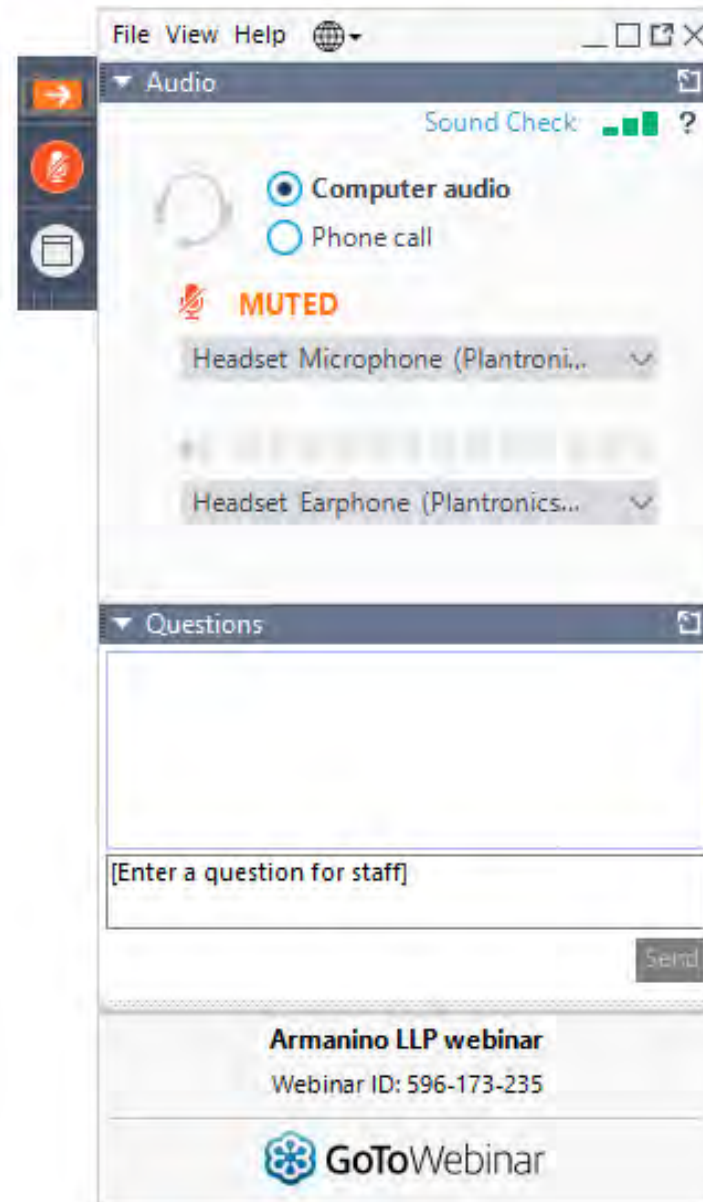 File View Help
Audio
Sound Check ?
Computer audio
Phone call
MUTED
Headset Microphone (Plantroni...
Headset Earphone (Plantronics...
Questions
[Enter a question for staff]
Send
Armanino LLP webinar
Webinar ID: 596-173-235
GoToWebinar